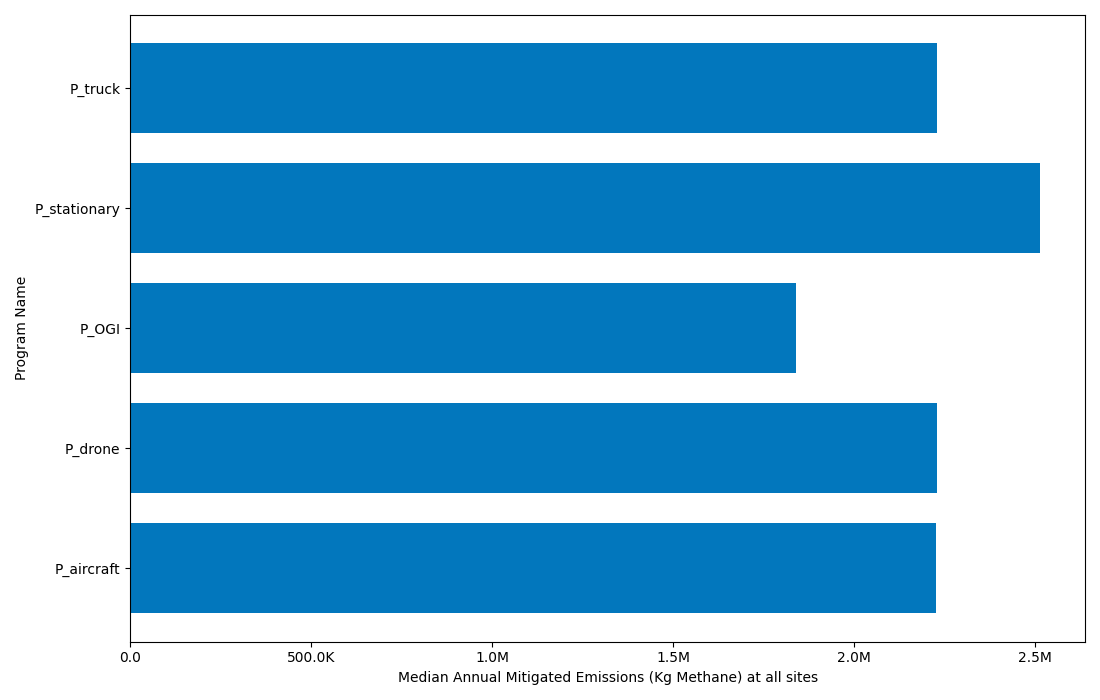 P_truck
P_stationary
P_OGI
P_drone
P_aircraft
Program Name
0.0 500.0K 1.0M 1.5M 2.0M 2.5M
Median Annual Mitigated Emissions (Kg Methane) at all sites